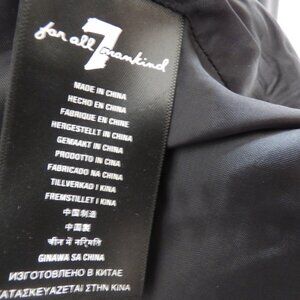 7
for all mankind
MADE IN CHINA
HECHO EN CHINA
FABRIQUE EN CHINE
HERGESTELLT IN CHINA
GEMAAKT IN CHINA
PRODOTTO IN CINA
FABRICADO NA CHINA
TILLVERKAD I KINA
FREMSTILLET I KINA
中国制造
中国製
चीन में निर्मित
GINAWA SA CHINA
ИЗГОТОВЛЕНО В КИТАЕ
ΚΑΤΑΣΚΕΥΑΖΕΤΑΙ ΣΤΗΝ ΚΙΝΑ